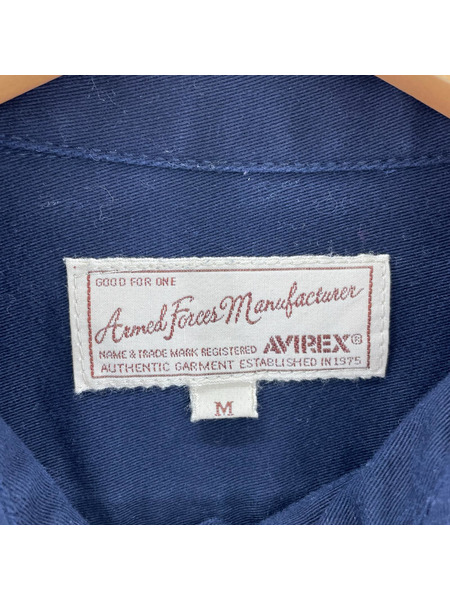 GOOD FOR ONE
Armed Forces Manufacturer
NAME & TRADE MARK REGISTERED AVIREX®
AUTHENTIC GARMENT ESTABLISHED IN 1975
M